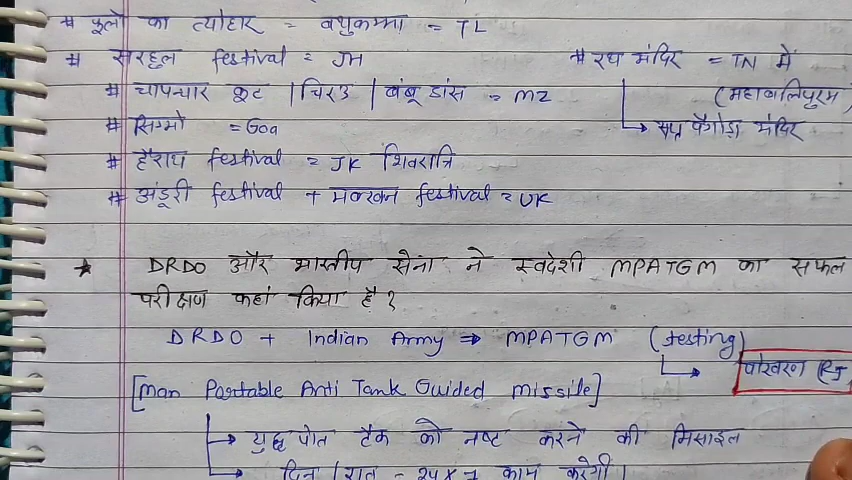 # फूलों का त्योहार = बथुकम्मा = TL
# सरहुल festival = JH
# रथ मंदिर = TN में
(महाबलिपुरम)
→ सप्त पैगोड़ा मंदिर
# चापचार कूट | चिरउ | बंबू डांस = MZ
# सिग्मो = Goa
# हैराथ festival = JK शिवरात्रि
# अंडूरी festival + मक्खन festival = UK
★ DRDO और भारतीय सेना ने स्वदेशी MPATGM का सफल
परीक्षण कहां किया है?
DRDO + Indian Army ⇒ MPATGM (testing)
→ पोखरण (RJ
[Man Portable Anti Tank Guided missile]
→ युद्ध पोत टैंक को नष्ट करने की मिसाइल
→ दिन | रात - 24 x 7 काम करेगी।